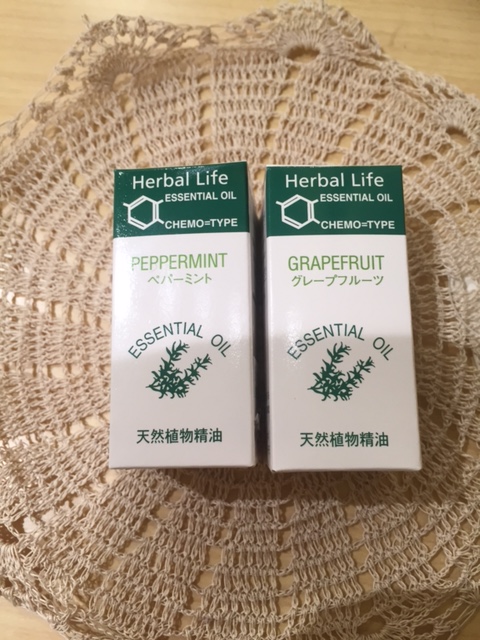 Herbal Life
ESSENTIAL OIL
CHEMO=TYPE
PEPPERMINT
ペパーミント
ESSENTIAL OIL
天然植物精油
Herbal Life
ESSENTIAL OIL
CHEMO=TYPE
GRAPEFRUIT
グレープフルーツ
ESSENTIAL OIL
天然植物精油